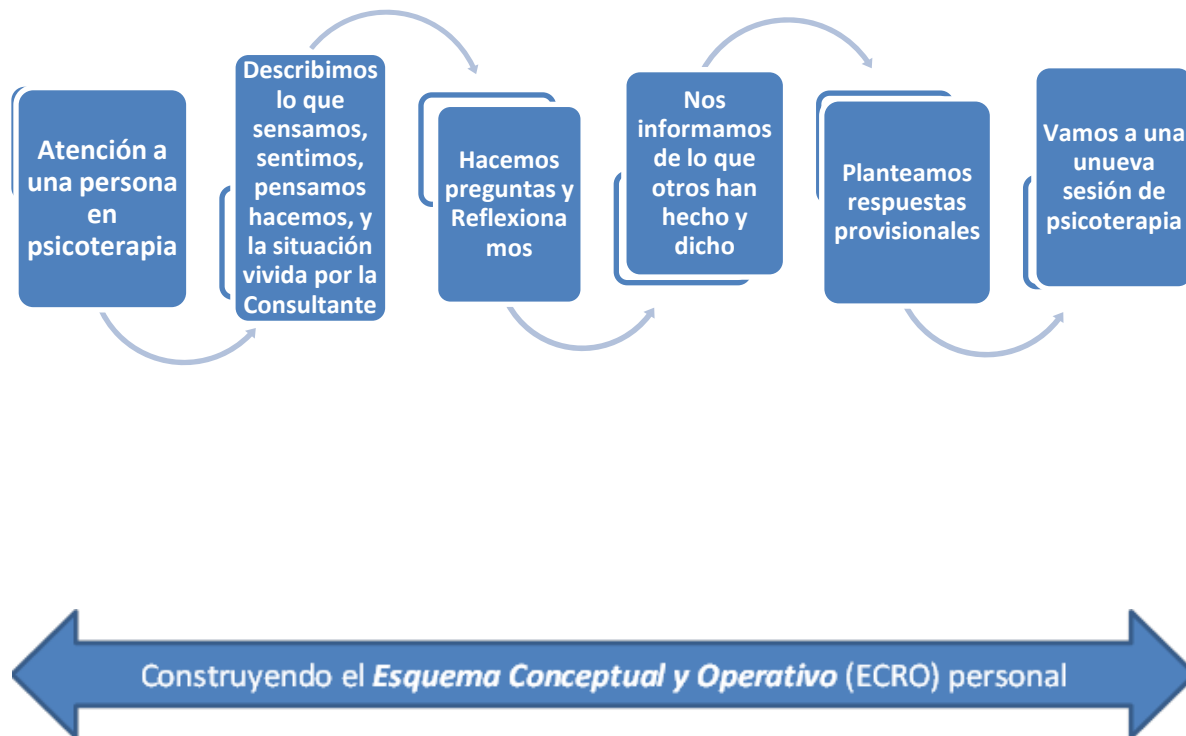 Atención a
una persona
en
psicoterapia
Describimos
lo que
sensamos,
sentimos,
pensamos
hacemos, y
la situación
vivida por la
Consultante
Hacemos
preguntas y
Reflexiona
mos
Nos
informamos
de lo que
otros han
hecho y
dicho
Planteamos
respuestas
provisionales
Vamos a una
unueva
sesión de
psicoterapia
Construyendo el Esquema Conceptual y Operativo (ECRO) personal